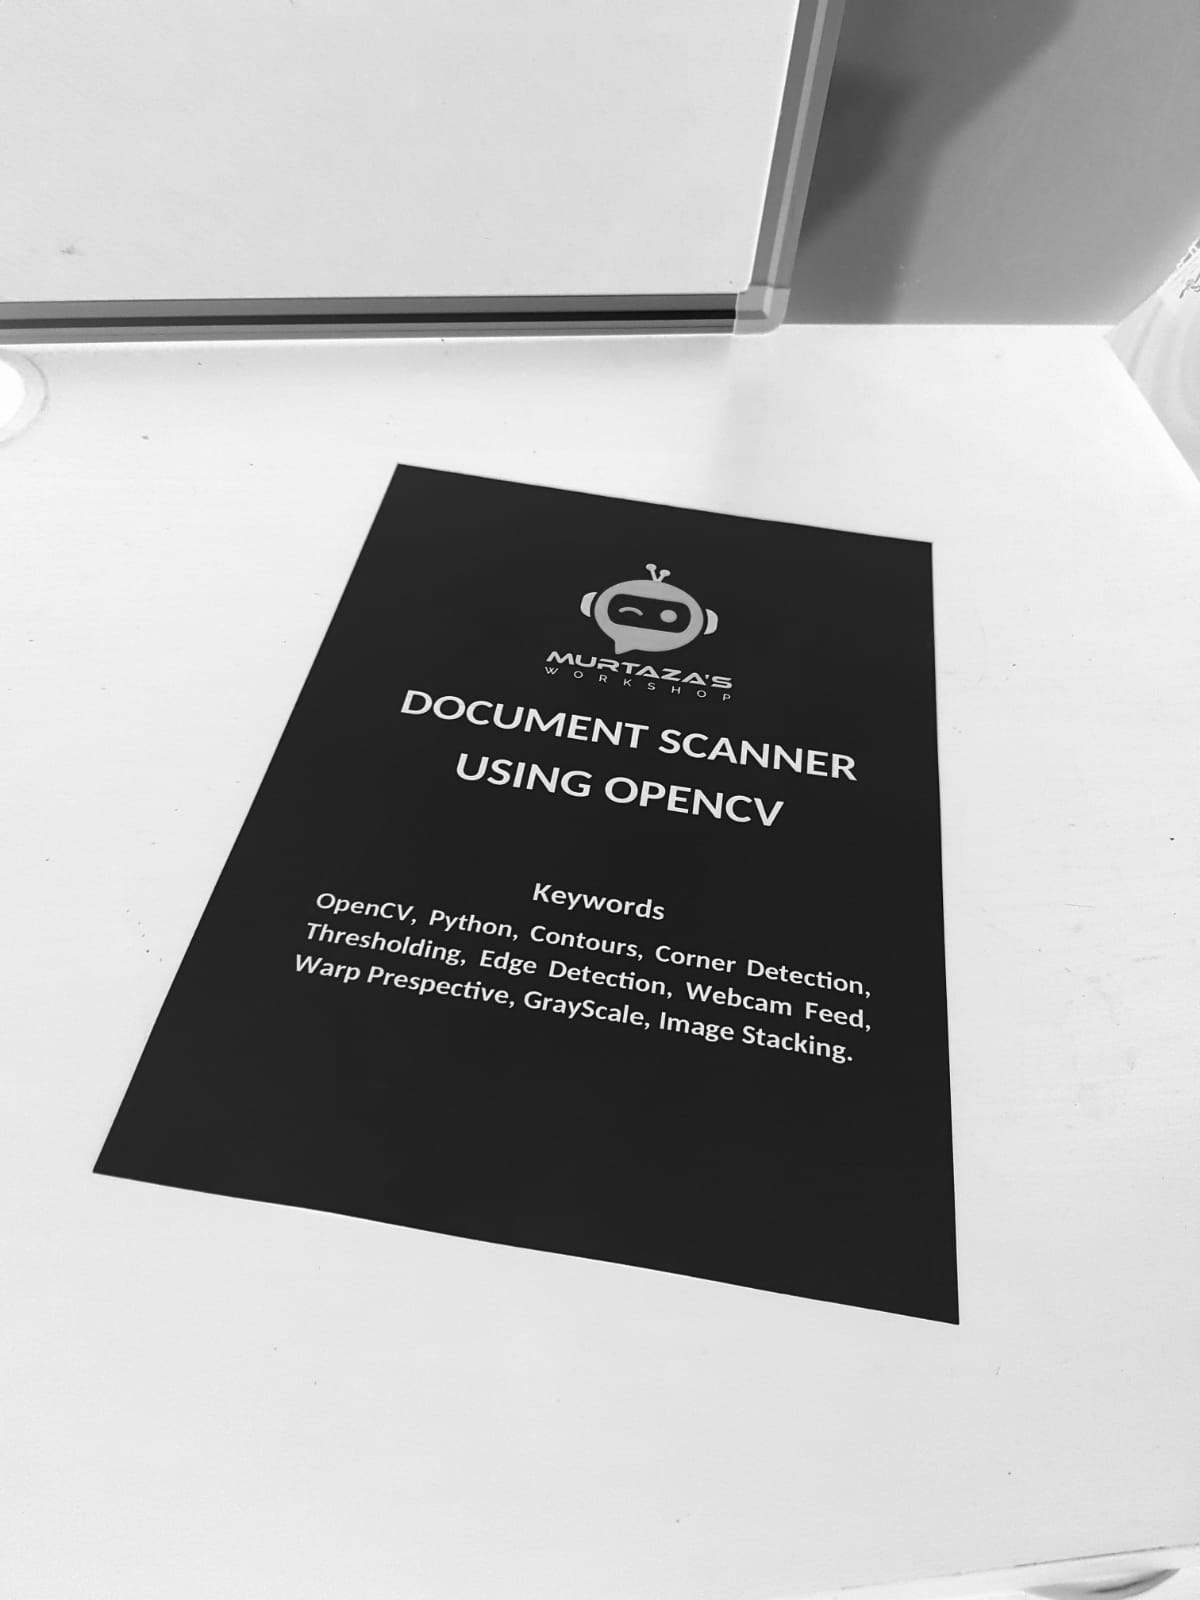 MURTAZA'S
WORKSHOP
DOCUMENT SCANNER
USING OPENCV
Keywords
OpenCV, Python, Contours, Corner Detection,
Thresholding, Edge Detection, Webcam Feed,
Warp Prespective, GrayScale, Image Stacking.